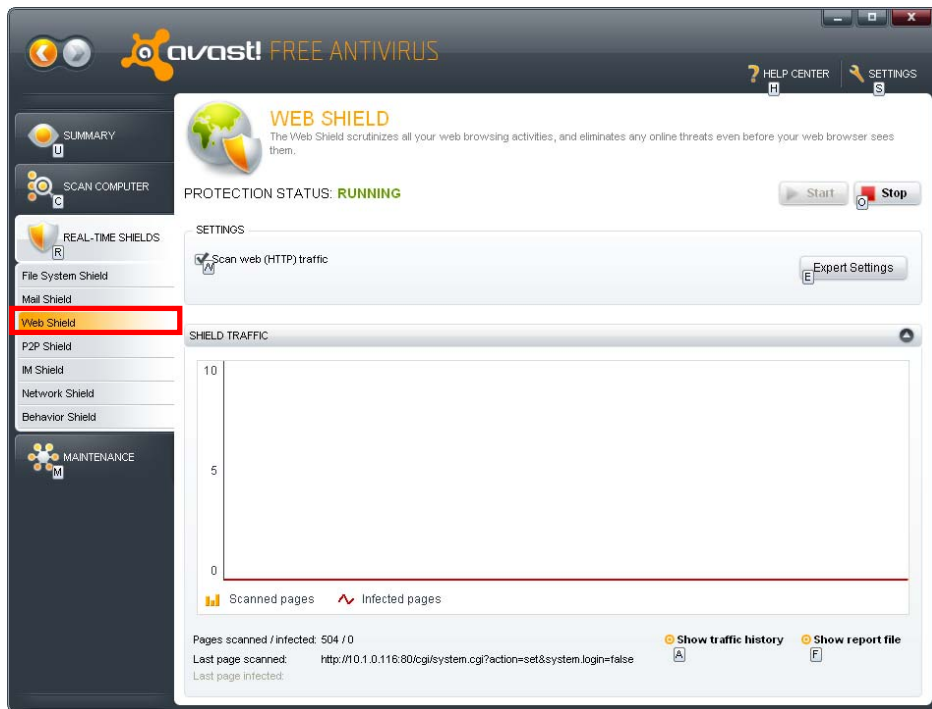 avast! FREE ANTIVIRUS
HELP CENTER
H
SETTINGS
S
SUMMARY
U
SCAN COMPUTER
C
REAL-TIME SHIELDS
R
File System Shield
Mail Shield
Web Shield
P2P Shield
IM Shield
Network Shield
Behavior Shield
MAINTENANCE
M
WEB SHIELD
The Web Shield scrutinizes all your web browsing activities, and eliminates any online threats even before your web browser sees
them.
PROTECTION STATUS: RUNNING
Start
Stop
O
SETTINGS
Scan web (HTTP) traffic
N
Expert Settings
E
SHIELD TRAFFIC
10
5
0
Scanned pages
Infected pages
Pages scanned / infected: 504 / 0
Last page scanned: http://10.1.0.116:80/cgi/system.cgi?action=set&system.login=false
Last page infected:
Show traffic history
A
Show report file
F